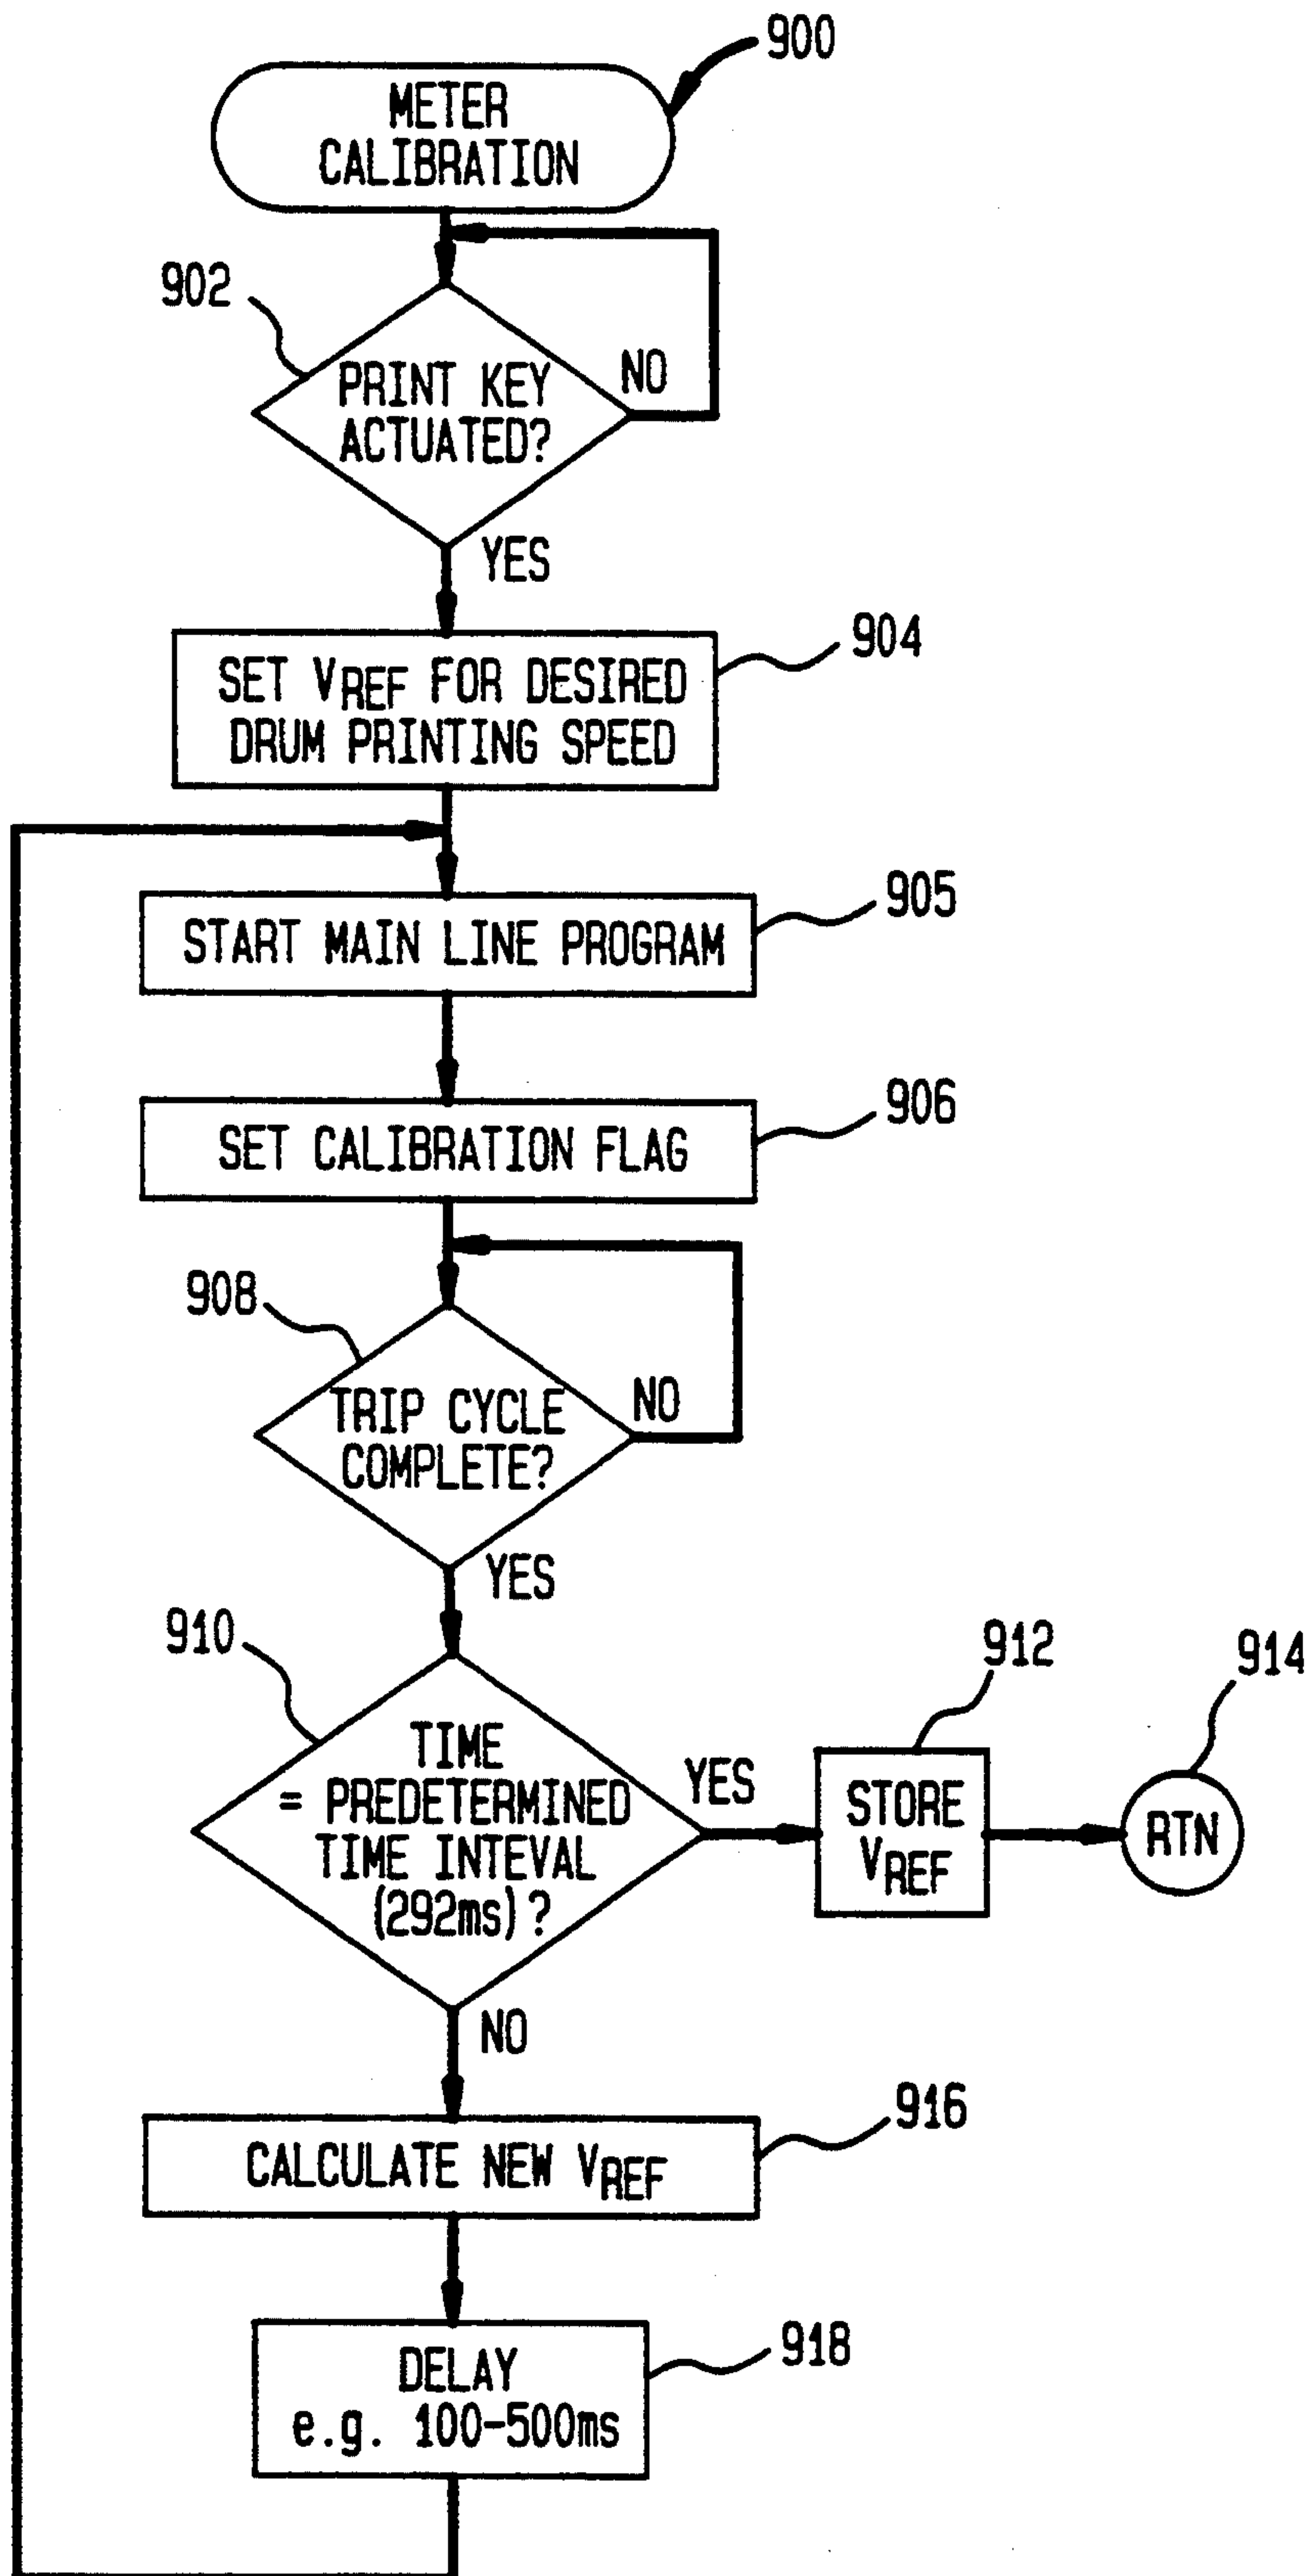 900
METER
CALIBRATION
902
PRINT KEY
ACTUATED?
NO
YES
904
SET VREF FOR DESIRED
DRUM PRINTING SPEED
905
START MAIN LINE PROGRAM
906
SET CALIBRATION FLAG
908
TRIP CYCLE
COMPLETE?
NO
YES
910
TIME
= PREDETERMINED
TIME INTEVAL
(292ms)?
YES
912
STORE
VREF
914
RTN
NO
916
CALCULATE NEW VREF
918
DELAY
e.g. 100-500ms